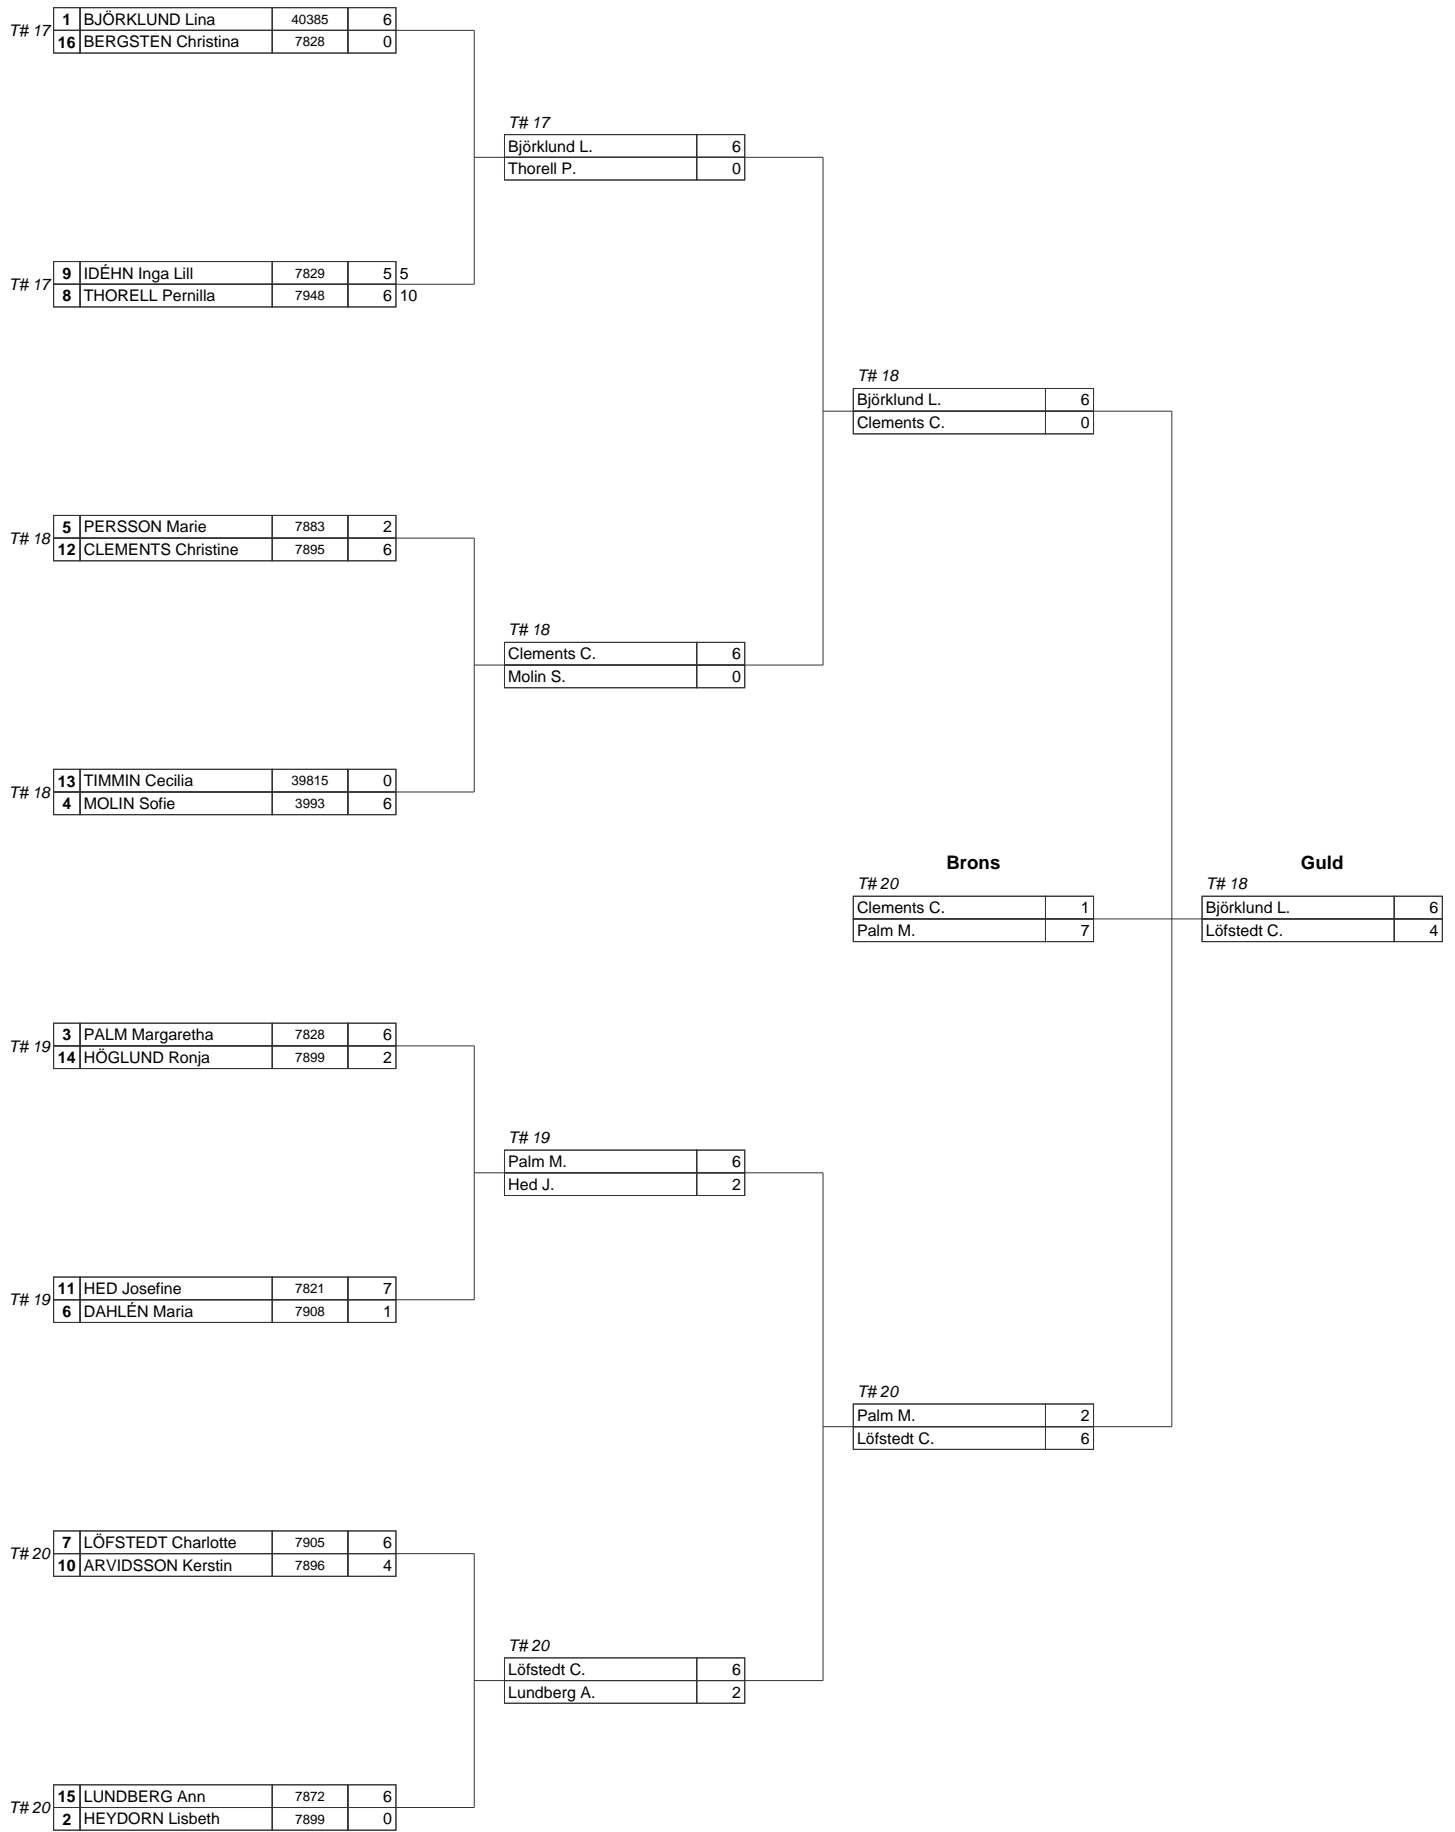 T# 17
1 BJÖRKLUND Lina 40385 6
16 BERGSTEN Christina 7828 0
T# 17
Björklund L. 6
Thorell P. 0
T# 17
9 IDÉHN Inga Lill 7829 5 5
8 THORELL Pernilla 7948 6 10
T# 18
Björklund L. 6
Clements C. 0
T# 18
5 PERSSON Marie 7883 2
12 CLEMENTS Christine 7895 6
T# 18
Clements C. 6
Molin S. 0
T# 18
13 TIMMIN Cecilia 39815 0
4 MOLIN Sofie 3993 6
Brons
T# 20
Clements C. 1
Palm M. 7
Guld
T# 18
Björklund L. 6
Löfstedt C. 4
T# 19
3 PALM Margaretha 7828 6
14 HÖGLUND Ronja 7899 2
T# 19
Palm M. 6
Hed J. 2
T# 19
11 HED Josefine 7821 7
6 DAHLÉN Maria 7908 1
T# 20
Palm M. 2
Löfstedt C. 6
T# 20
7 LÖFSTEDT Charlotte 7905 6
10 ARVIDSSON Kerstin 7896 4
T# 20
Löfstedt C. 6
Lundberg A. 2
T# 20
15 LUNDBERG Ann 7872 6
2 HEYDORN Lisbeth 7899 0